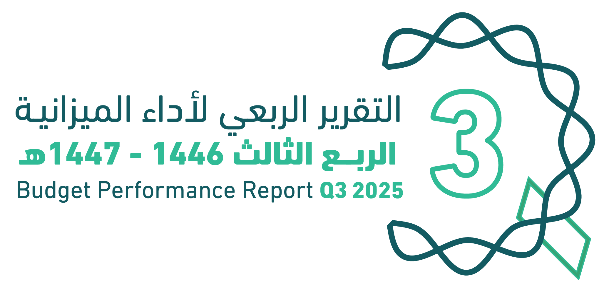 التقرير الربعي لأداء الميزانية
الربع الثالث 1446 - 1447هـ
Budget Performance Report Q3 2025
3